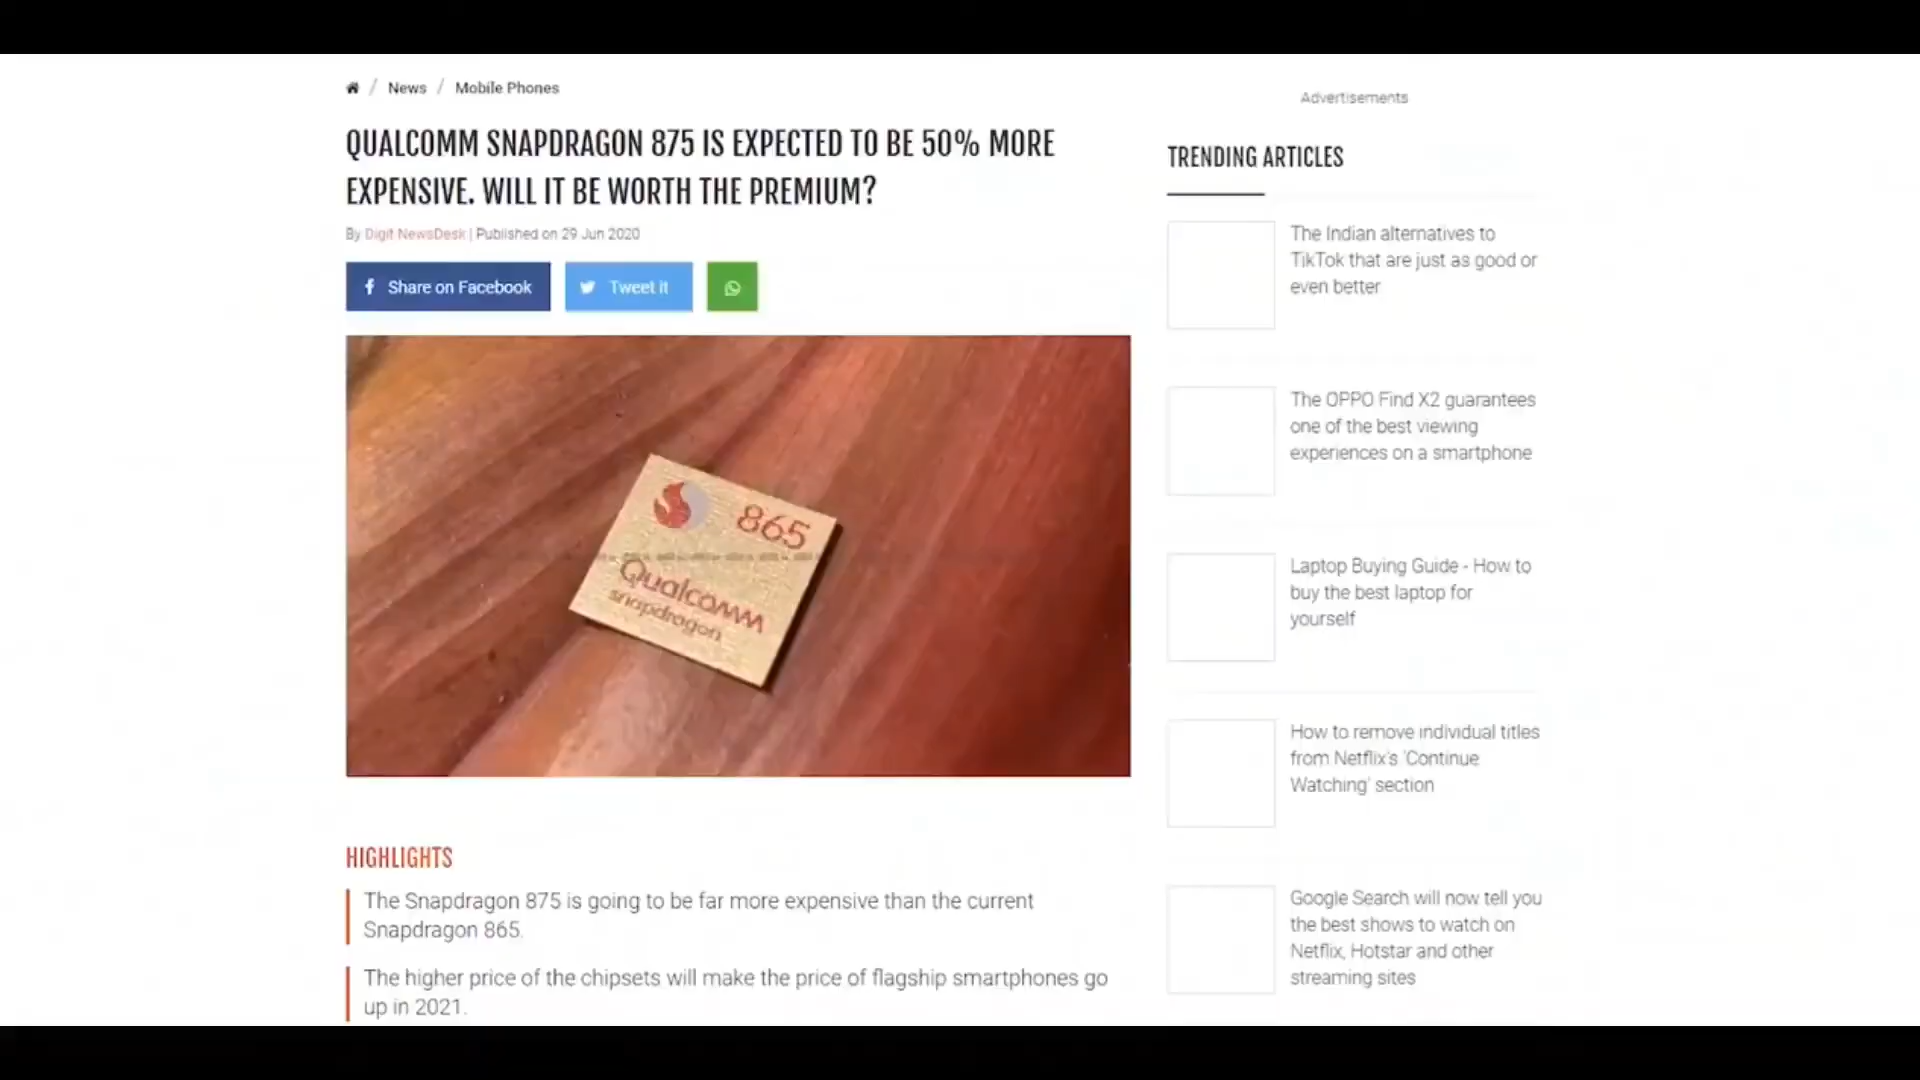 News / Mobile Phones
QUALCOMM SNAPDRAGON 875 IS EXPECTED TO BE 50% MORE
EXPENSIVE. WILL IT BE WORTH THE PREMIUM?
By Digit NewsDesk | Published on 29 Jun 2020
Share on Facebook
Tweet it
865
Qualcomm
snapdragon
HIGHLIGHTS
The Snapdragon 875 is going to be far more expensive than the current
Snapdragon 865.
The higher price of the chipsets will make the price of flagship smartphones go
up in 2021.
Advertisements
TRENDING ARTICLES
The Indian alternatives to
TikTok that are just as good or
even better
The OPPO Find X2 guarantees
one of the best viewing
experiences on a smartphone
Laptop Buying Guide - How to
buy the best laptop for
yourself
How to remove individual titles
from Netflix's 'Continue
Watching' section
Google Search will now tell you
the best shows to watch on
Netflix, Hotstar and other
streaming sites